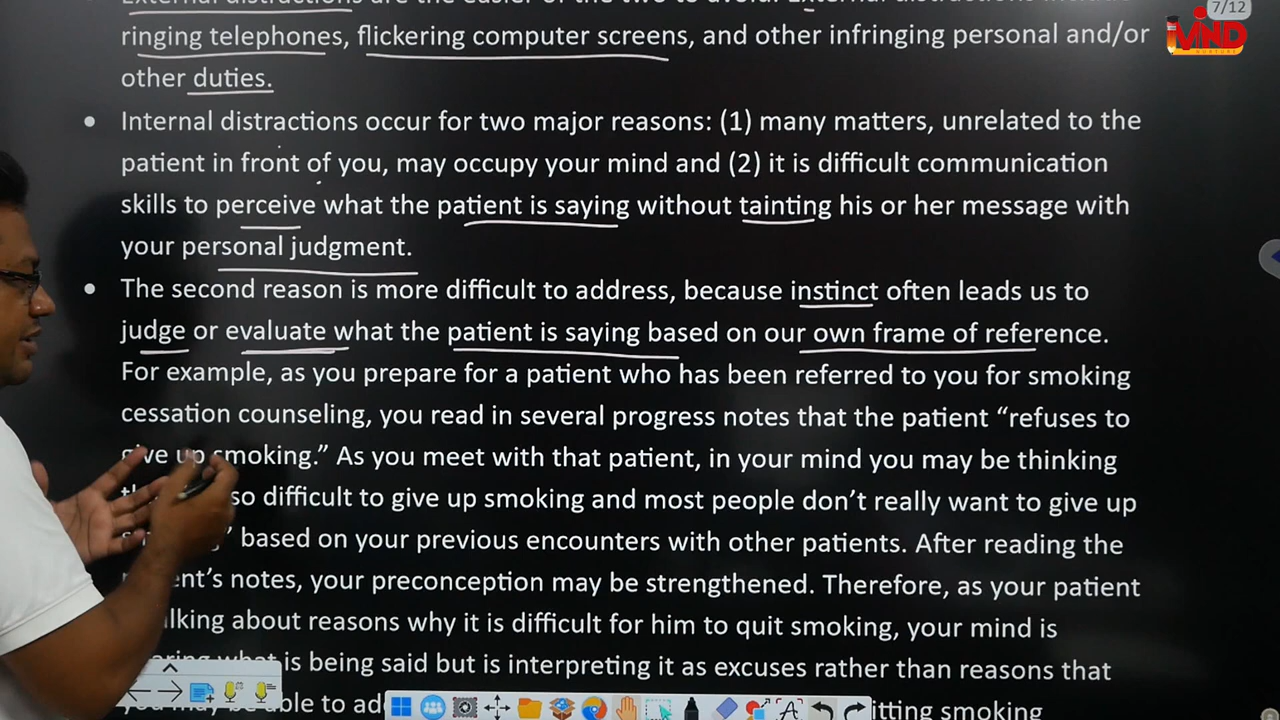 7/12
MIND
ringing telephones, flickering computer screens, and other infringing personal and/or
other duties.
• Internal distractions occur for two major reasons: (1) many matters, unrelated to the
patient in front of you, may occupy your mind and (2) it is difficult communication
skills to perceive what the patient is saying without tainting his or her message with
your personal judgment.
• The second reason is more difficult to address, because instinct often leads us to
judge or evaluate what the patient is saying based on our own frame of reference.
For example, as you prepare for a patient who has been referred to you for smoking
cessation counseling, you read in several progress notes that the patient “refuses to
give up smoking.” As you meet with that patient, in your mind you may be thinking
so difficult to give up smoking and most people don’t really want to give up
” based on your previous encounters with other patients. After reading the
notes, your preconception may be strengthened. Therefore, as your patient
about reasons why it is difficult for him to quit smoking, your mind is
what is being said but is interpreting it as excuses rather than reasons that
to
smoking